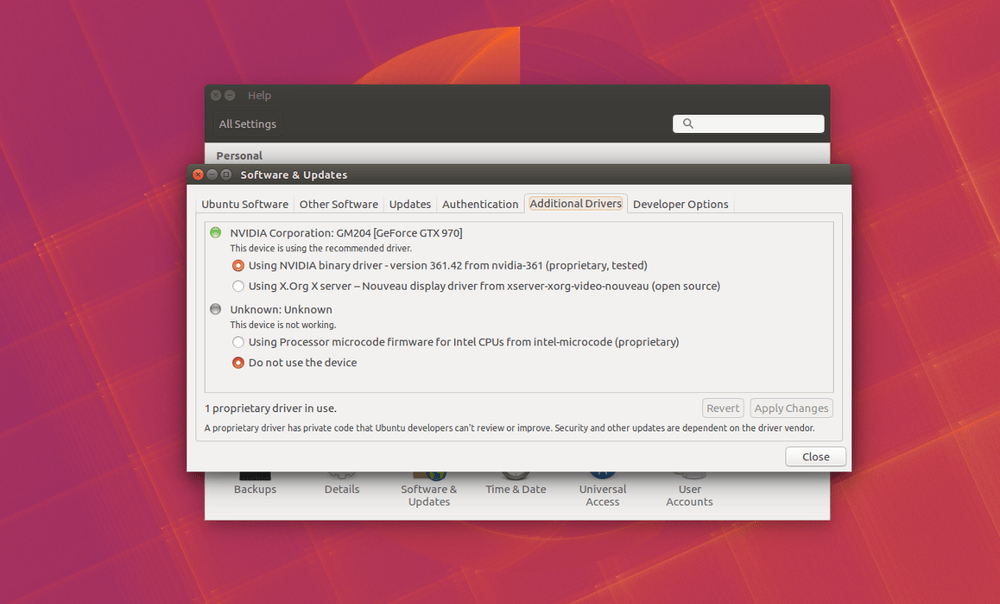 Help
All Settings
Personal
Software & Updates
Ubuntu Software Other Software Updates Authentication Additional Drivers Developer Options
NVIDIA Corporation: GM204 [GeForce GTX 970]
This device is using the recommended driver.
Using NVIDIA binary driver - version 361.42 from nvidia-361 (proprietary, tested)
Using X.Org X server – Nouveau display driver from xserver-xorg-video-nouveau (open source)
Unknown: Unknown
This device is not working.
Using Processor microcode firmware for Intel CPUs from intel-microcode (proprietary)
Do not use the device
1 proprietary driver in use.
Revert Apply Changes
A proprietary driver has private code that Ubuntu developers can't review or improve. Security and other updates are dependent on the driver vendor.
Close
Backups Details Software & Time & Date Universal User
Updates Access Accounts